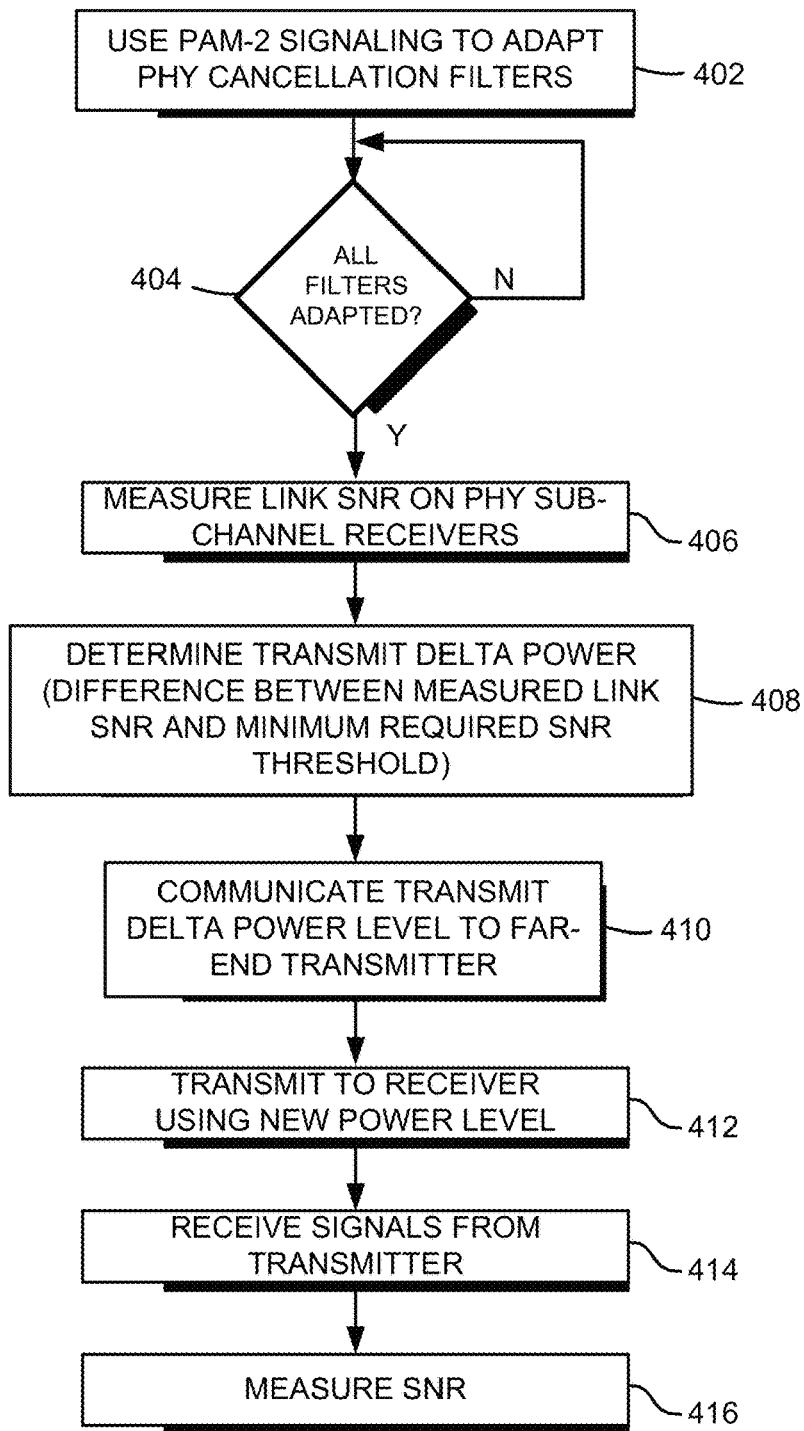 USE PAM-2 SIGNALING TO ADAPT
PHY CANCELLATION FILTERS
402
ALL
FILTERS
ADAPTED?
404
N
Y
MEASURE LINK SNR ON PHY SUB-
CHANNEL RECEIVERS
406
DETERMINE TRANSMIT DELTA POWER
(DIFFERENCE BETWEEN MEASURED LINK
SNR AND MINIMUM REQUIRED SNR
THRESHOLD)
408
COMMUNICATE TRANSMIT
DELTA POWER LEVEL TO FAR-
END TRANSMITTER
410
TRANSMIT TO RECEIVER
USING NEW POWER LEVEL
412
RECEIVE SIGNALS FROM
TRANSMITTER
414
MEASURE SNR
416